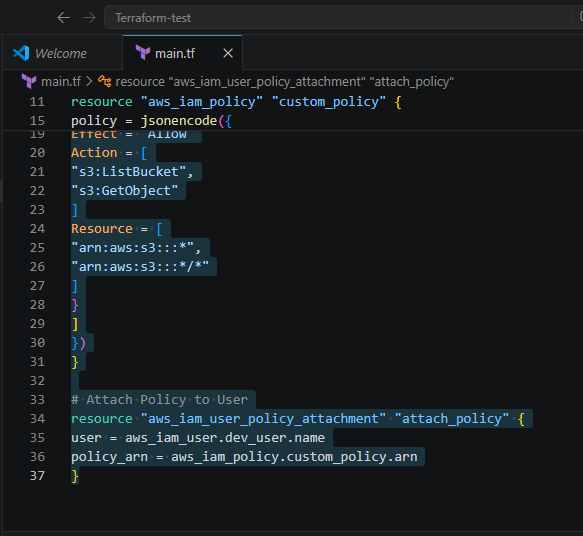 Terraform-test
Welcome
main.tf
main.tf > resource "aws_iam_user_policy_attachment" "attach_policy"
11 resource "aws_iam_policy" "custom_policy" {
15 policy = jsonencode({
19 Effect = "Allow"
20 Action = [
21 "s3:ListBucket",
22 "s3:GetObject"
23 ]
24 Resource = [
25 "arn:aws:s3:::*",
26 "arn:aws:s3:::*/*"
27 ]
28 }
29 ]
30 })
31 }
32
33 # Attach Policy to User
34 resource "aws_iam_user_policy_attachment" "attach_policy" {
35 user = aws_iam_user.dev_user.name
36 policy_arn = aws_iam_policy.custom_policy.arn
37 }